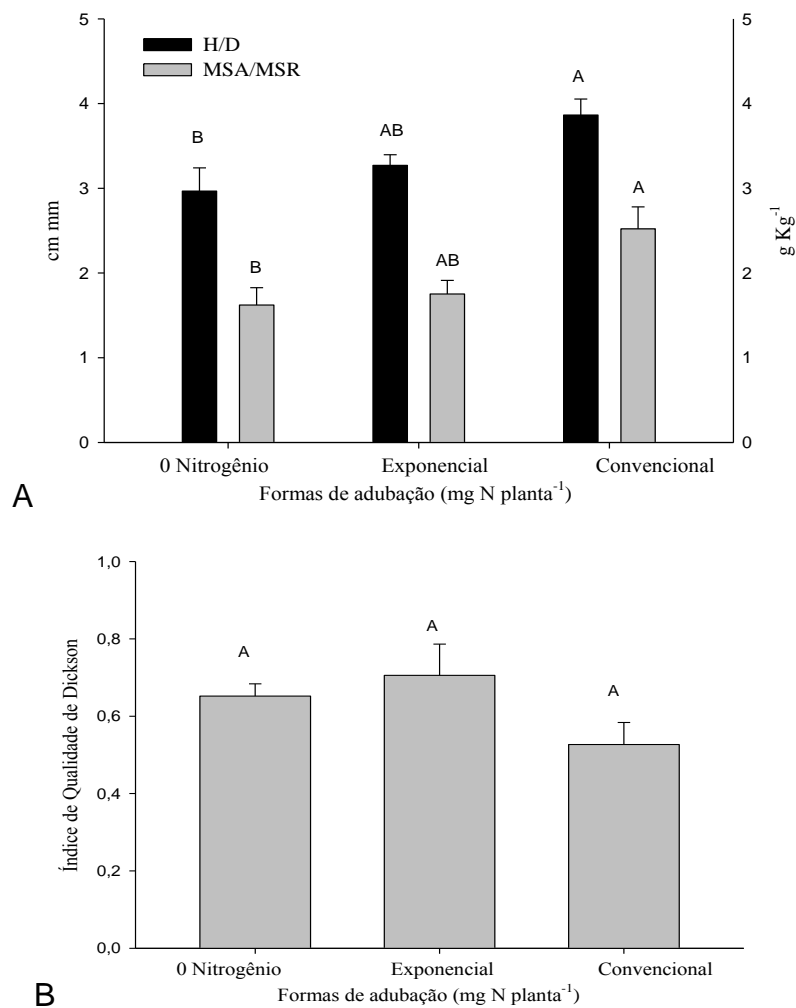 5
4
3
2
1
0
cm mm
H/D
MSA/MSR
B
B
AB
AB
A
A
5
4
3
2
1
0
g Kg⁻¹
0 Nitrogênio
Exponencial
Convencional
Formas de adubação (mg N planta⁻¹)
A
1,0
0,8
0,6
0,4
0,2
0,0
Índice de Qualidade de Dickson
A
A
A
0 Nitrogênio
Exponencial
Convencional
Formas de adubação (mg N planta⁻¹)
B